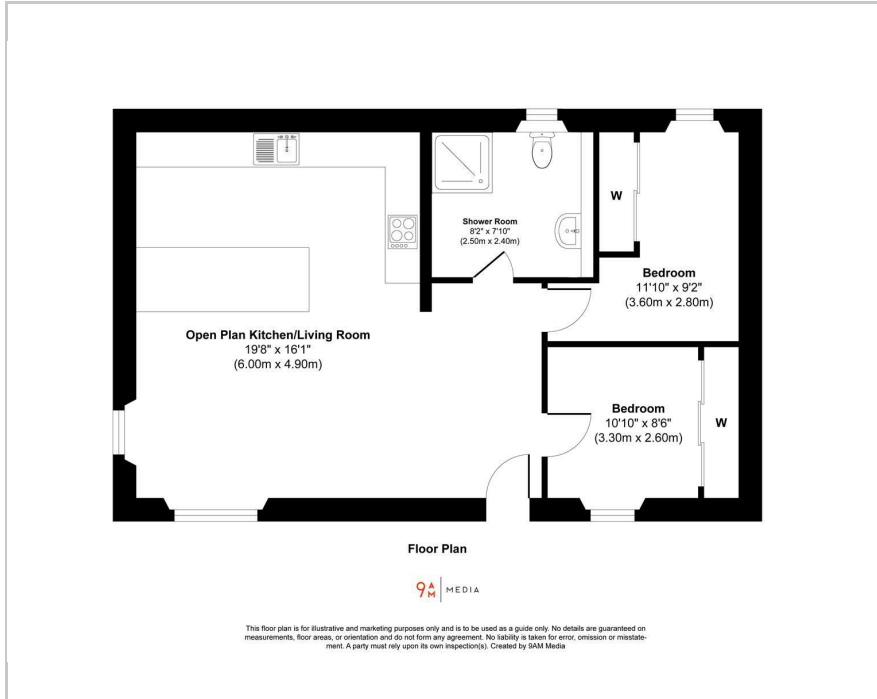 Shower Room
8'2" x 7'10"
(2.50m x 2.40m)
W
Bedroom
11'10" x 9'2"
(3.60m x 2.80m)
Open Plan Kitchen/Living Room
19'8" x 16'1"
(6.00m x 4.90m)
Bedroom
10'10" x 8'6"
(3.30m x 2.60m)
W
Floor Plan
9AM MEDIA
This floor plan is for illustrative and marketing purposes only and is to be used as a guide only. No details are guaranteed on
measurements, floor areas, or orientation and do not form any agreement. No liability is taken for error, omission or misstate-
ment. A party must rely upon its own inspection(s). Created by 9AM Media